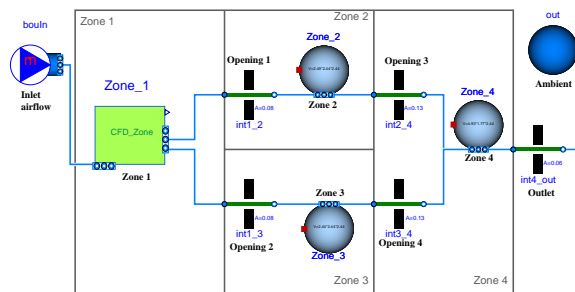 bouIn
m
Inlet
airflow
Zone 1
Zone_1
CFD_Zone
Zone 1
Zone 2
Opening 1
A=0.08
int1_2
Zone_2
Zone 2
Opening 3
A=0.13
int2_4
Zone_4
Zone 4
out
Ambient
A=0.06
int4_out
Outlet
A=0.08
int1_3
Opening 2
Zone 3
Zone_3
A=0.13
int3_4
Opening 4
Zone 3
Zone 4